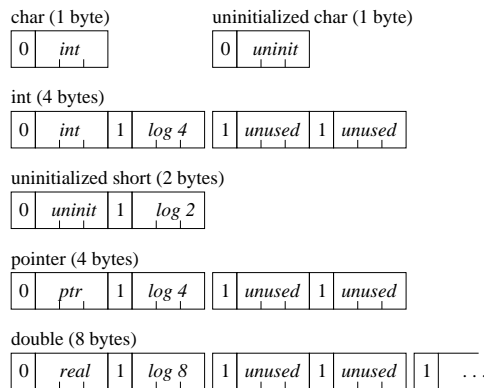 char (1 byte) uninitialized char (1 byte)
0 int 0 uninit
int (4 bytes)
0 int 1 log 4 1 unused 1 unused
uninitialized short (2 bytes)
0 uninit 1 log 2
pointer (4 bytes)
0 ptr 1 log 4 1 unused 1 unused
double (8 bytes)
0 real 1 log 8 1 unused 1 unused 1 ...